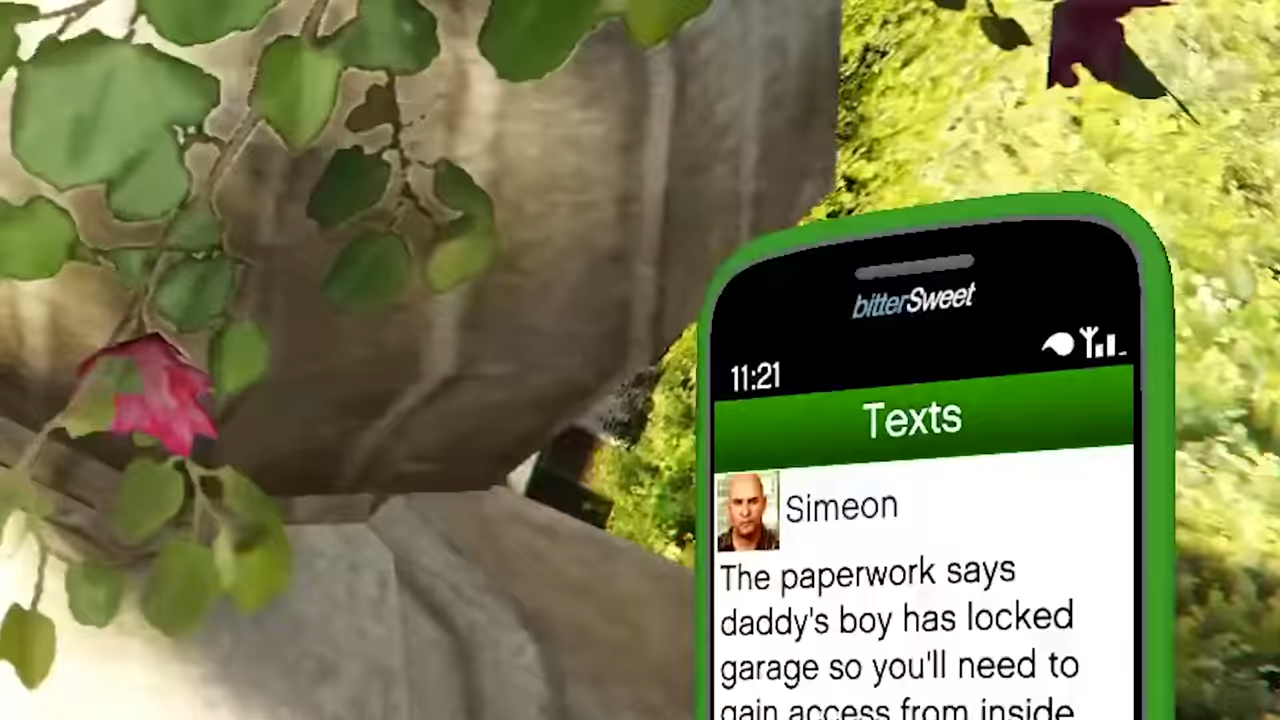 bitterSweet
11:21
Texts
Simeon
The paperwork says
daddy's boy has locked
garage so you'll need to
gain access from inside